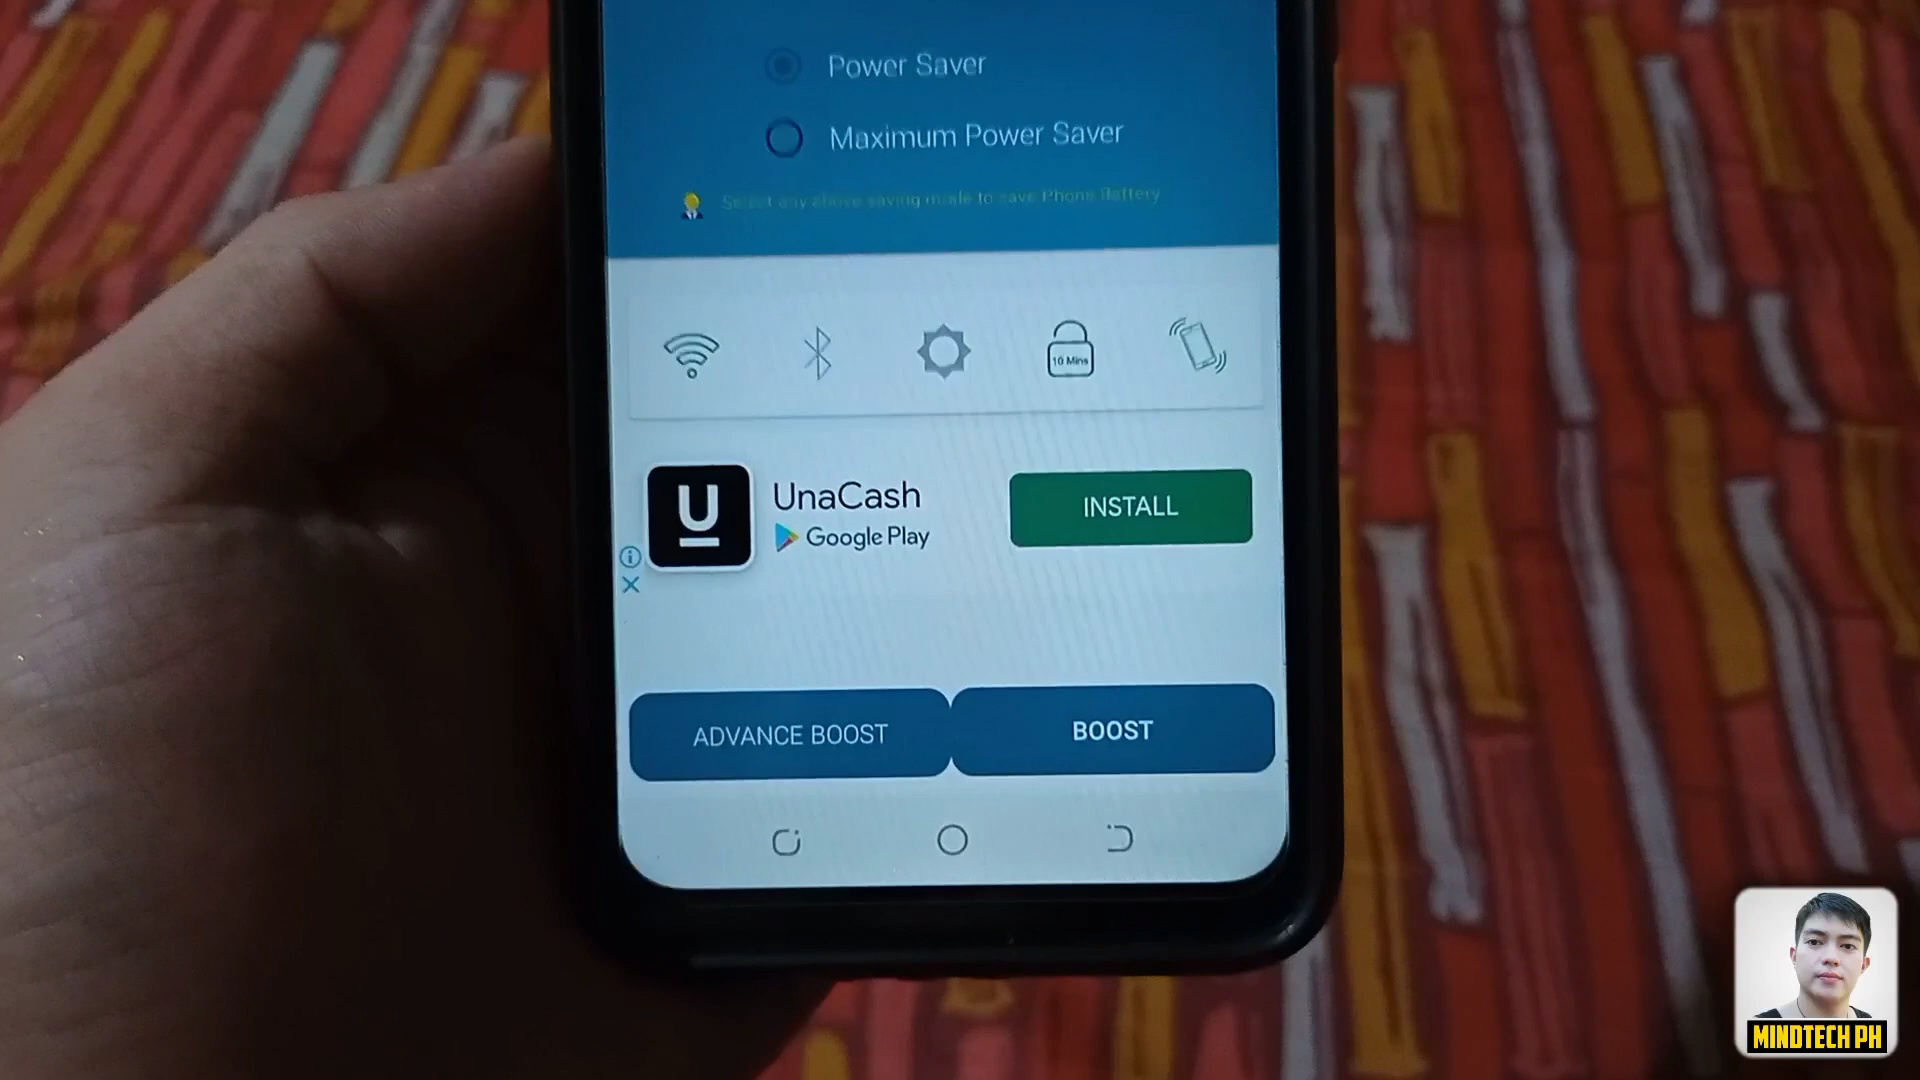 Power Saver
Maximum Power Saver
Select any above saving mode to save Phone Battery
10 Mins
U
UnaCash
Google Play
INSTALL
ADVANCE BOOST
BOOST
MINDTECH PH